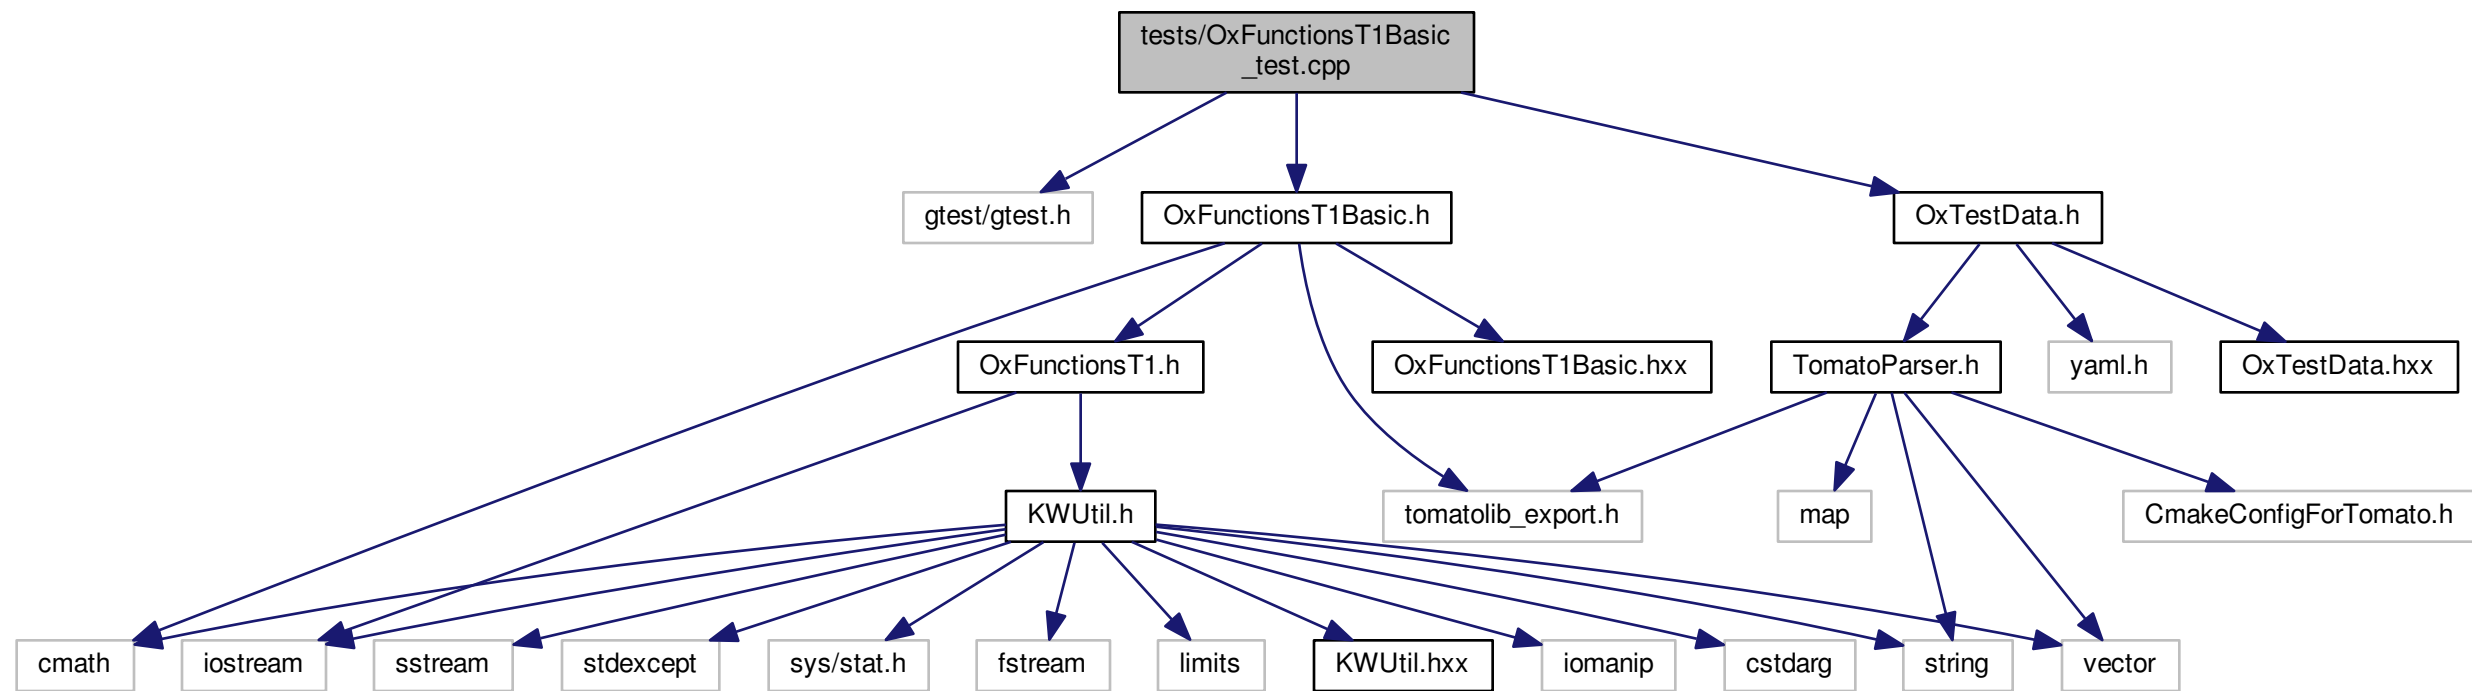 tests/OxFunctionsT1Basic
_test.cpp
gtest/gtest.h
OxFunctionsT1Basic.h
OxTestData.h
OxFunctionsT1.h
OxFunctionsT1Basic.hxx
TomatoParser.h
yaml.h
OxTestData.hxx
KWUtil.h
tomatolib_export.h
map
CmakeConfigForTomato.h
cmath
iostream
sstream
stdexcept
sys/stat.h
fstream
limits
KWUtil.hxx
iomanip
cstdarg
string
vector